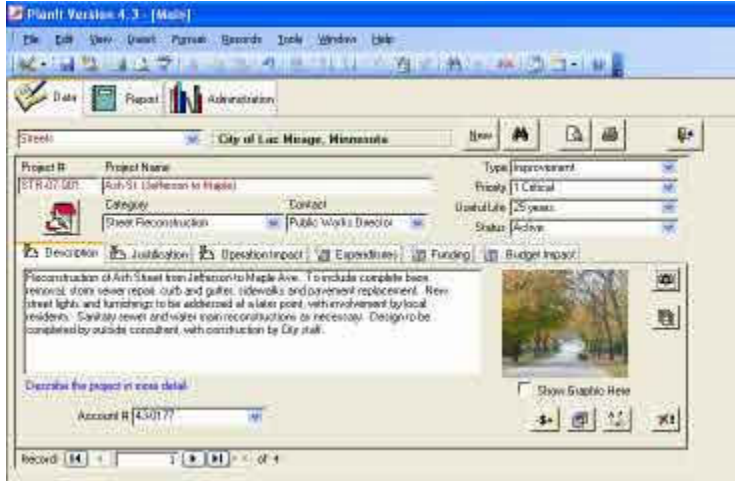 PlanIt Version 4.3 - [Main]
File Edit View Insert Format Records Tools Window Help
Data Report Administration
Streets City of Lac Mirage, Minnesota New
Project # Project Name Type Improvement
STR-07-001 Ash St. (Jefferson to Maple) Priority 1 Critical
Category Contact Useful Life 25 years
Street Reconstruction Public Works Director Status Active
Description Justification Operation Impact Expenditures Funding Budget Impact
Reconstruction of Ash Street from Jefferson to Maple Ave. To include complete base
removal, storm sewer repair, curb and gutter, sidewalks and pavement replacement. New
street lights and furnishings to be addressed at a later point, with involvement by local
residents. Sanitary sewer and water main reconstructions as necessary. Design to be
completed by outside consultant, with construction by City staff.
Describe the project in more detail
Show Graphic Here
Account # 43-0177
Record: 1 of 4